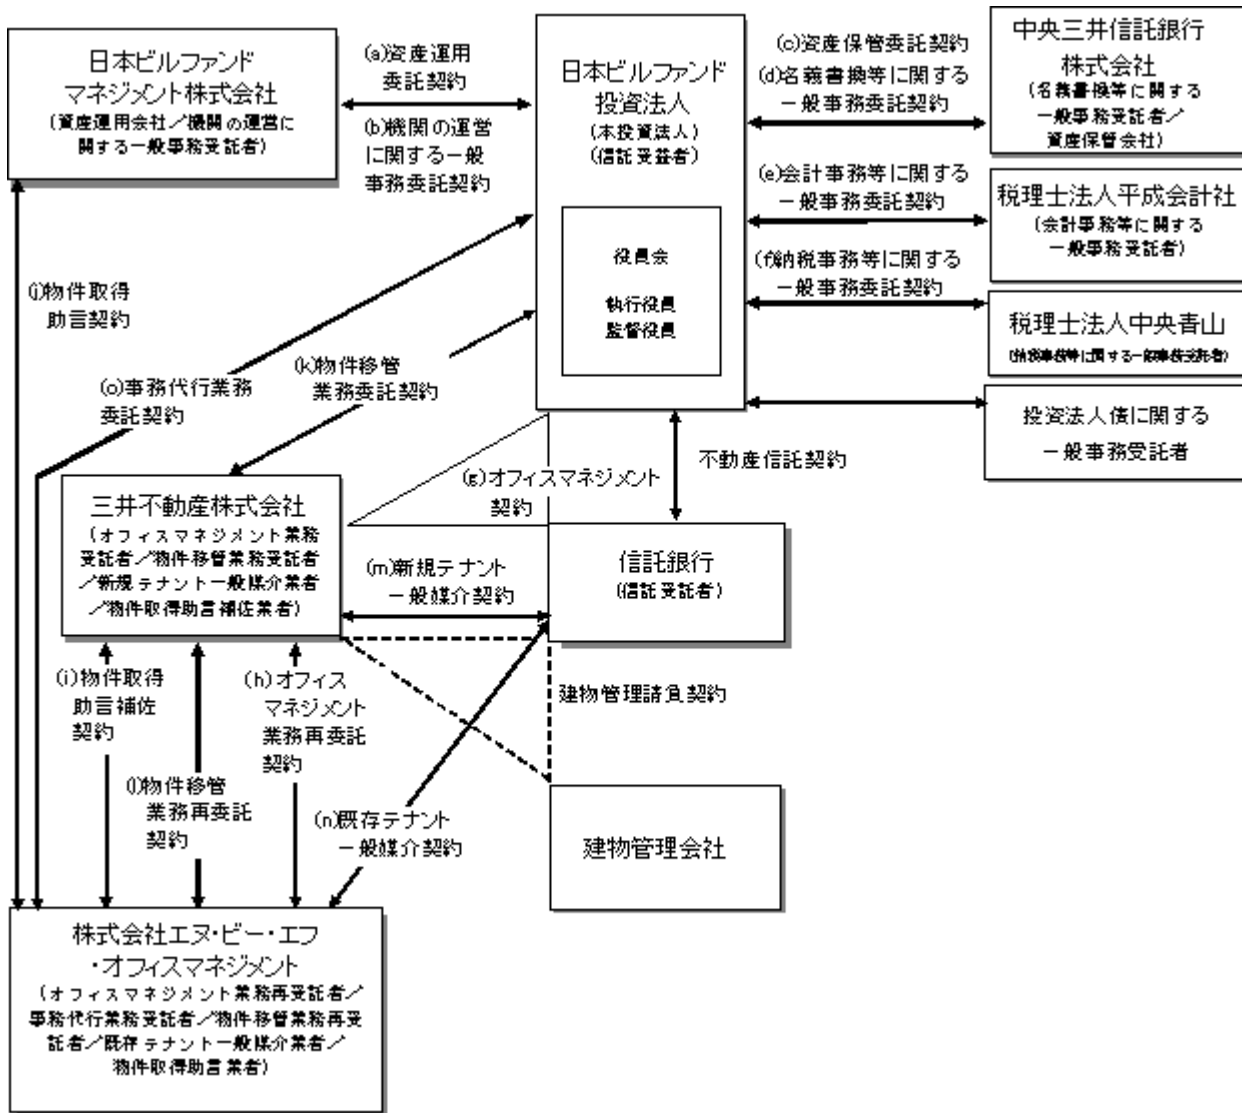 日本ビルファンド
マネジメント株式会社
(資産運用会社／機関の運営に
関する一般事務受託者)
(a)資産運用
委託契約
(b)機関の運営
に関する一般
事務委託契約
日本ビルファンド
投資法人
(本投資法人)
(信託受益者)
役員会
執行役員
監督役員
(c)資産保管委託契約
(d)名義書換等に関する
一般事務委託契約
(e)会計事務等に関する
一般事務委託契約
(f)納税事務等に関する
一般事務委託契約
中央三井信託銀行
株式会社
(名義書換等に関する
一般事務受託者／
資産保管会社)
税理士法人平成会計社
(会計事務等に関する
一般事務受託者)
税理士法人中央青山
(納税事務等に関する一般事務受託者)
投資法人債に関する
一般事務受託者
(j)物件取得
助言契約
(o)事務代行業務
委託契約
(k)物件移管
業務委託契約
(g)オフィスマネジメント
契約
不動産信託契約
三井不動産株式会社
(オフィスマネジメント業務
受託者／物件移管業務受託者
／新規テナント一般媒介業者
／物件取得助言補佐業者)
(m)新規テナント
一般媒介契約
信託銀行
(信託受託者)
(i)物件取得
助言補佐
契約
(l)物件移管
業務再委託
契約
(h)オフィス
マネジメント
業務再委託
契約
(n)既存テナント
一般媒介契約
建物管理請負契約
建物管理会社
株式会社エヌ・ビー・エフ
・オフィスマネジメント
(オフィスマネジメント業務再受託者／
事務代行業務受託者／物件移管業務再受
託者／既存テナント一般媒介業者／
物件取得助言業者)